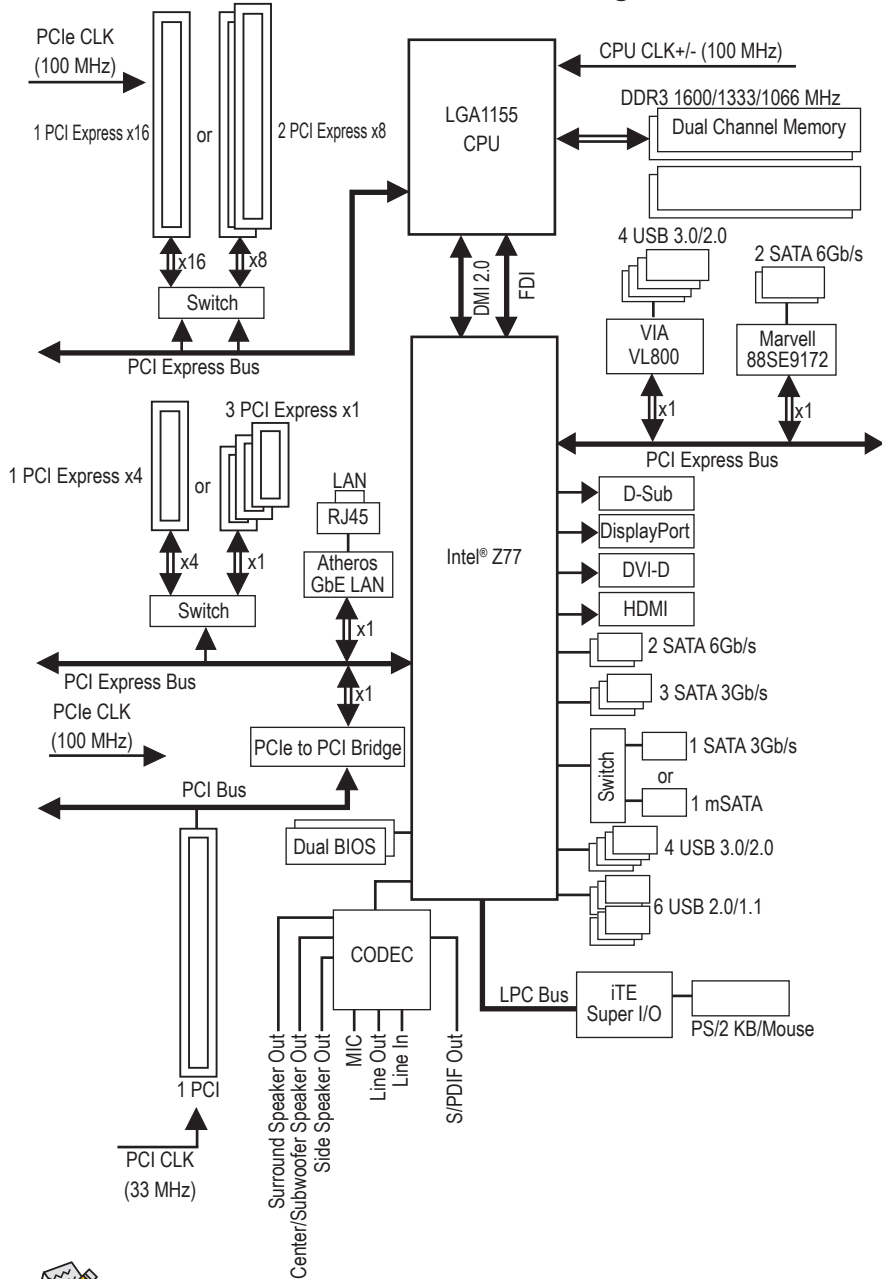 PCIe CLK
(100 MHz)
1 PCI Express x16
or
2 PCI Express x8
x16
x8
Switch
PCI Express Bus
LGA1155
CPU
CPU CLK+/- (100 MHz)
DDR3 1600/1333/1066 MHz
Dual Channel Memory
DMI 2.0
FDI
4 USB 3.0/2.0
2 SATA 6Gb/s
VIA
VL800
Marvell
88SE9172
x1
x1
PCI Express Bus
1 PCI Express x4
or
3 PCI Express x1
x4
x1
Switch
LAN
RJ45
Atheros
GbE LAN
x1
PCI Express Bus
x1
PCIe CLK
(100 MHz)
PCIe to PCI Bridge
PCI Bus
Dual BIOS
Intel® Z77
D-Sub
DisplayPort
DVI-D
HDMI
2 SATA 6Gb/s
3 SATA 3Gb/s
Switch
1 SATA 3Gb/s
or
1 mSATA
4 USB 3.0/2.0
6 USB 2.0/1.1
CODEC
LPC Bus
iTE
Super I/O
PS/2 KB/Mouse
Surround Speaker Out
Center/Subwoofer Speaker Out
Side Speaker Out
MIC
Line Out
Line In
S/PDIF Out
1 PCI
PCI CLK
(33 MHz)